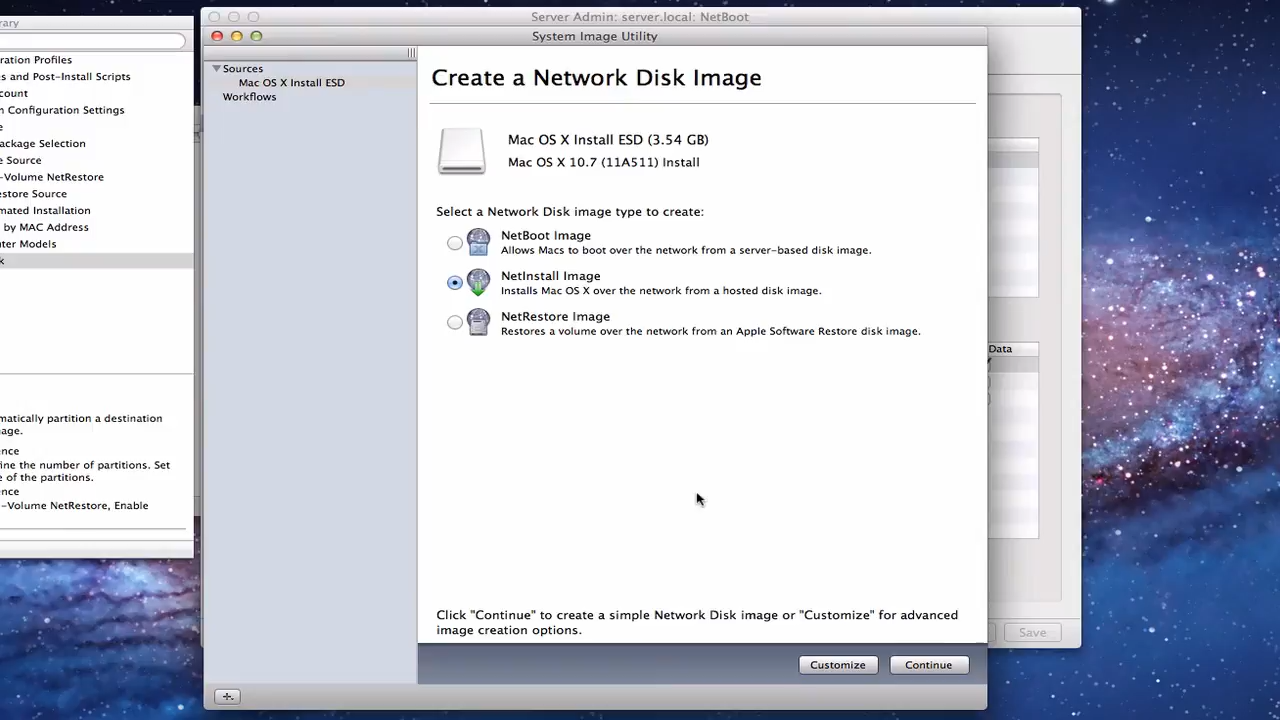 Server Admin: server.local: NetBoot
System Image Utility
Sources
Mac OS X Install ESD
Workflows
Create a Network Disk Image
Mac OS X Install ESD (3.54 GB)
Mac OS X 10.7 (11A511) Install
Select a Network Disk image type to create:
NetBoot Image
Allows Macs to boot over the network from a server-based disk image.
NetInstall Image
Installs Mac OS X over the network from a hosted disk image.
NetRestore Image
Restores a volume over the network from an Apple Software Restore disk image.
Click "Continue" to create a simple Network Disk image or "Customize" for advanced
image creation options.
Customize
Continue
rary
ration Profiles
s and Post-Install Scripts
count
n Configuration Settings
e
ackage Selection
e Source
-Volume NetRestore
estore Source
mated Installation
by MAC Address
uter Models
k
matically partition a destination
mage.
nce
fine the number of partitions. Set
e of the partitions.
nce
-Volume NetRestore, Enable
Data
Save